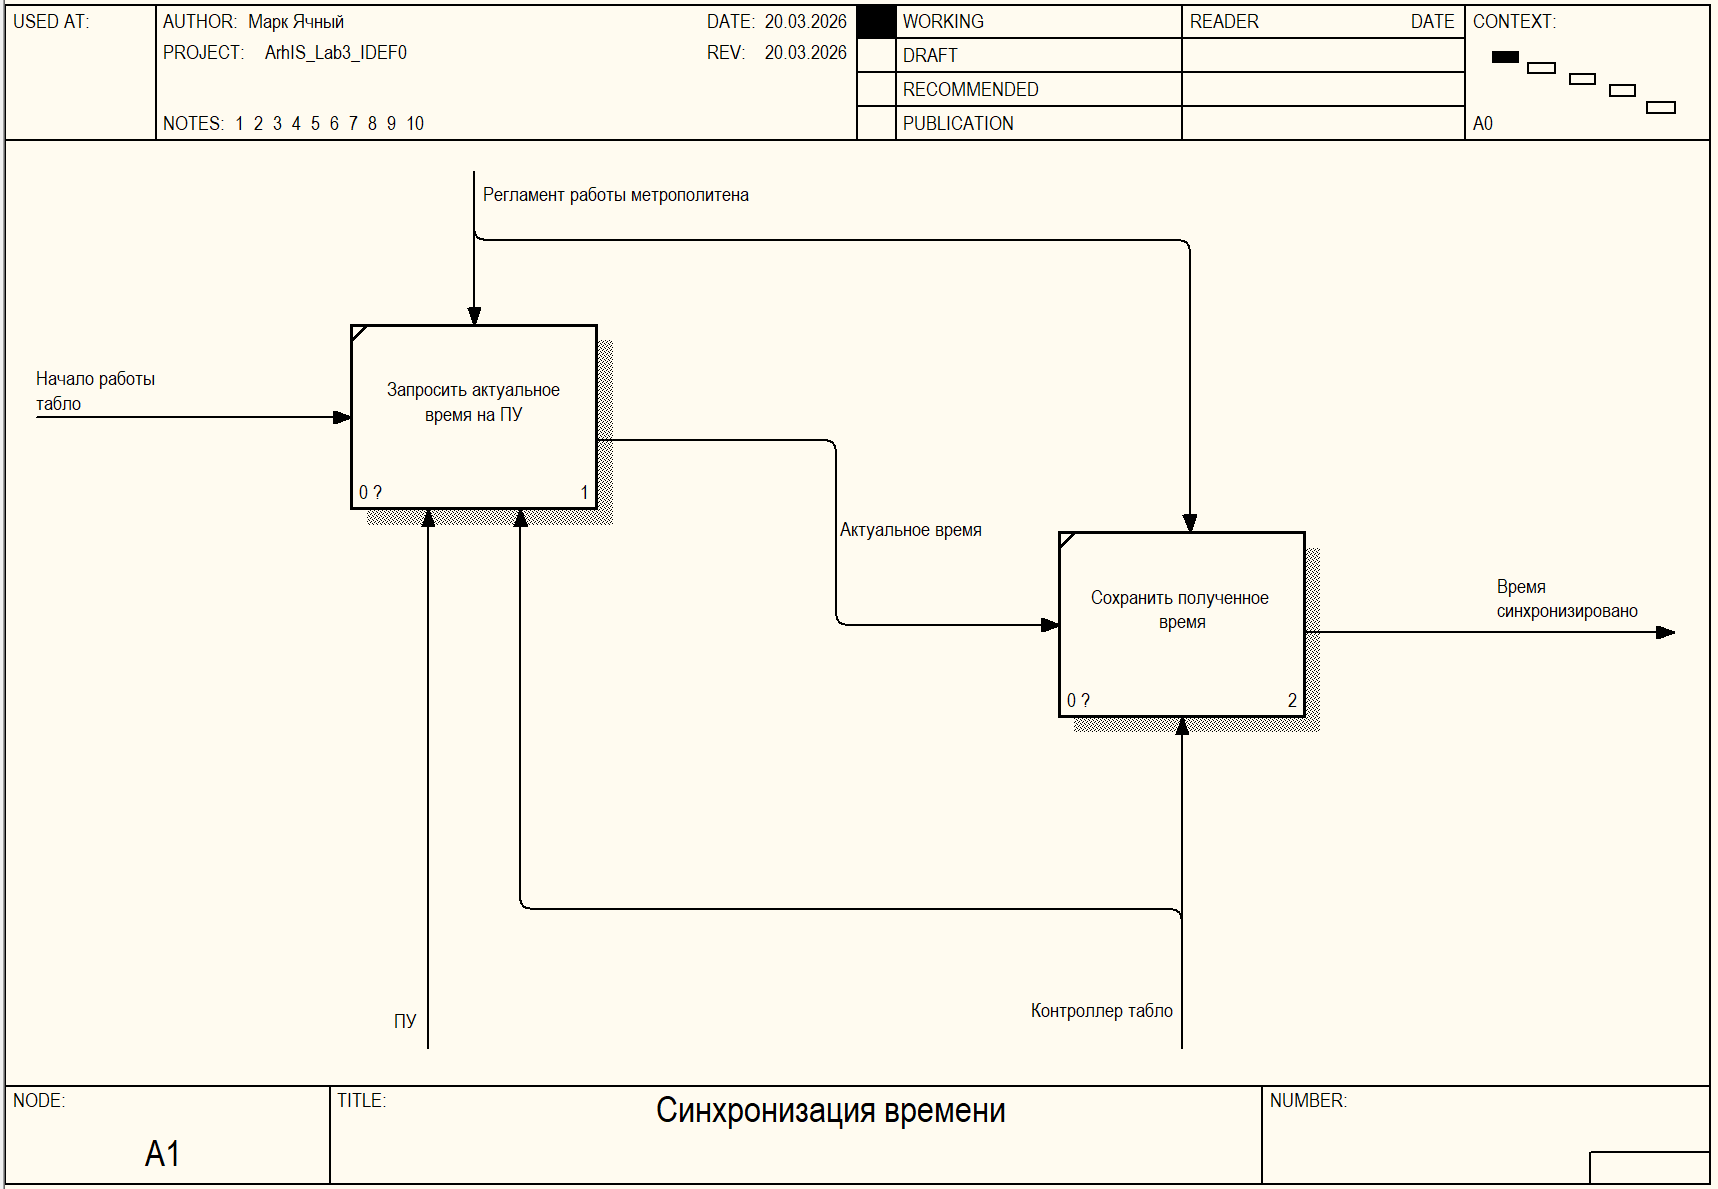 USED AT:
AUTHOR: Марк Ячный
DATE: 20.03.2026
PROJECT: ArhIS_Lab3_IDEF0
REV: 20.03.2026
NOTES: 1 2 3 4 5 6 7 8 9 10
WORKING
DRAFT
RECOMMENDED
PUBLICATION
READER DATE
CONTEXT:
A0
Регламент работы метрополитена
Начало работы
табло
Запросить актуальное
время на ПУ
0 ? 1
Актуальное время
Сохранить полученное
время
0 ? 2
Время
синхронизировано
ПУ
Контроллер табло
NODE:
A1
TITLE:
Синхронизация времени
NUMBER: